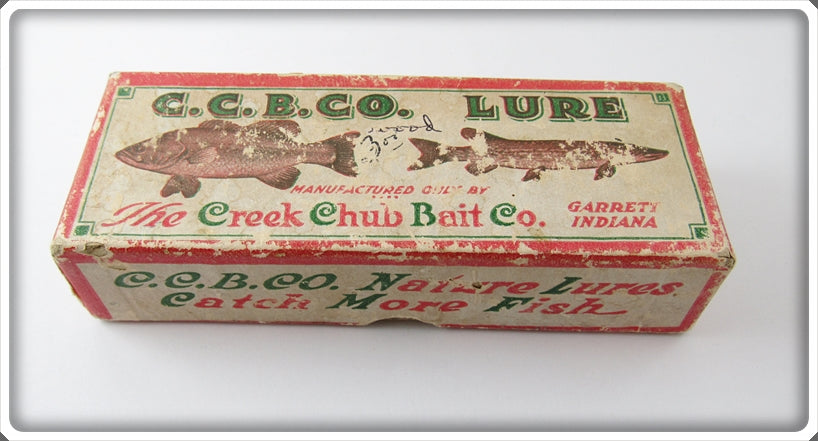 C.C.B.CO. LURE
wood
300
MANUFACTURED ONLY BY
The Creek Chub Bait Co.
GARRETT
INDIANA
C.C.B.CO. Nature Lures
Catch More Fish